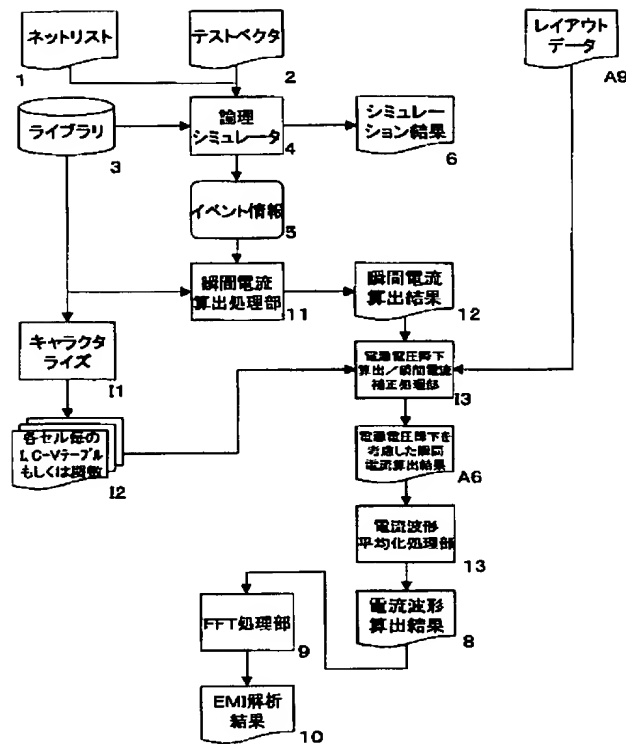 ネットリスト
1
テストベクタ
2
レイアウト
データ
A9
ライブラリ
3
論理
シミュレータ
4
シミュレー
ション結果
6
イベント情報
5
瞬間電流
算出処理部
11
瞬間電流
算出結果
12
キャラクタ
ライズ
I1
電源電圧降下
算出/瞬間電流
補正処理部
I3
各セル毎の
I, C-Vテーブル
もしくは関数
I2
電源電圧降下を
考慮した瞬間
電流算出結果
A6
電流波形
平均化処理部
13
電流波形
算出結果
8
FFT処理部
9
EMI解析
結果
10